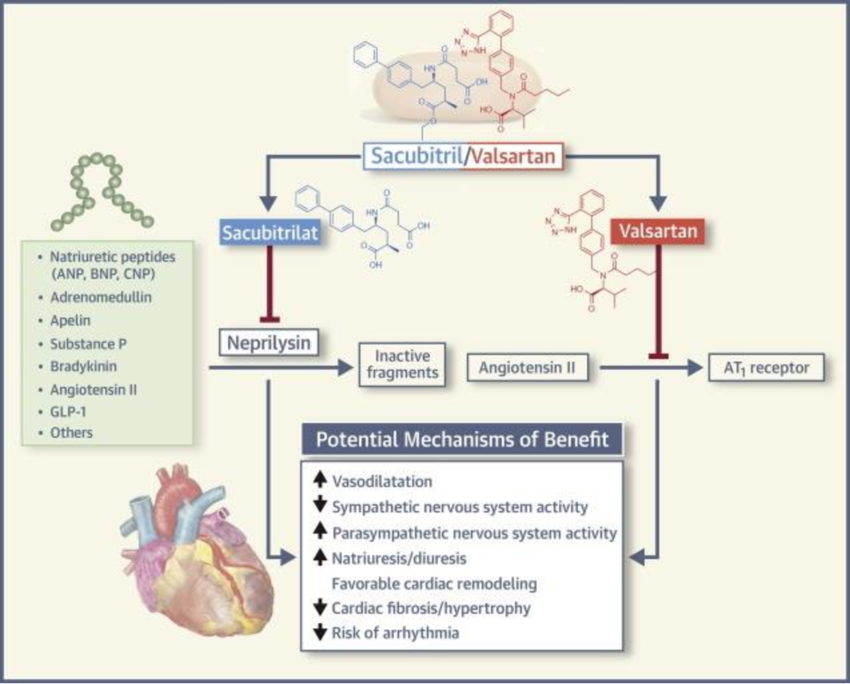 Sacubitril/Valsartan
Sacubitrilat
Valsartan
• Natriuretic peptides
(ANP, BNP, CNP)
• Adrenomedullin
• Apelin
• Substance P
• Bradykinin
• Angiotensin II
• GLP-1
• Others
Neprilysin
Inactive
fragments
Angiotensin II
AT₁ receptor
Potential Mechanisms of Benefit
Vasodilatation
Sympathetic nervous system activity
Parasympathetic nervous system activity
Natriuresis/diuresis
Favorable cardiac remodeling
Cardiac fibrosis/hypertrophy
Risk of arrhythmia